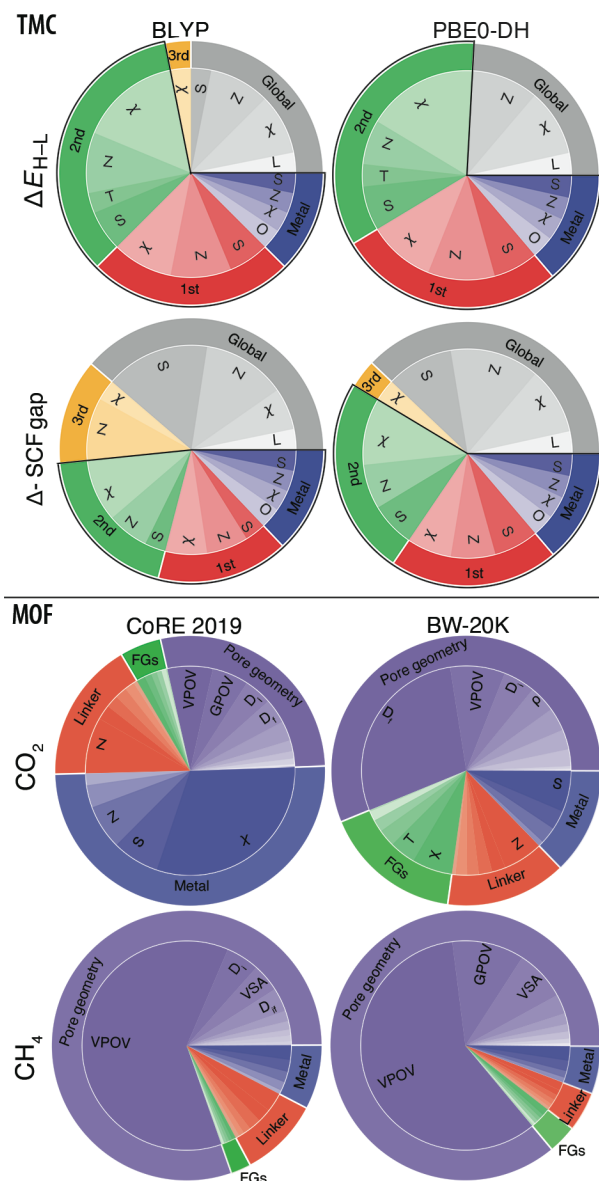 TMC
BLYP
PBE0-DH
ΔE_H–L
3rd
χ
S
Z
Global
χ
L
S
Z
χ
O
Metal
S
Z
χ
1st
S
T
Z
χ
2nd
2nd
χ
Z
T
S
Z
Global
χ
L
S
Z
χ
O
Metal
S
Z
χ
1st
Δ- SCF gap
3rd
χ
Z
S
Global
Z
χ
L
S
Z
χ
O
Metal
S
Z
χ
1st
S
Z
χ
2nd
3rd
χ
S
Global
Z
χ
L
S
Z
χ
O
Metal
S
Z
χ
1st
S
Z
χ
2nd
MOF
CoRE 2019
BW-20K
CO₂
FGs
Linker
Z
VPOV
GPOV
Pore geometry
Z
S
χ
Metal
Pore geometry
VPOV
S
Metal
Z
Linker
χ
T
FGs
CH₄
Pore geometry
VPOV
VSA
Metal
Linker
FGs
Pore geometry
GPOV
VSA
VPOV
Metal
Linker
FGs